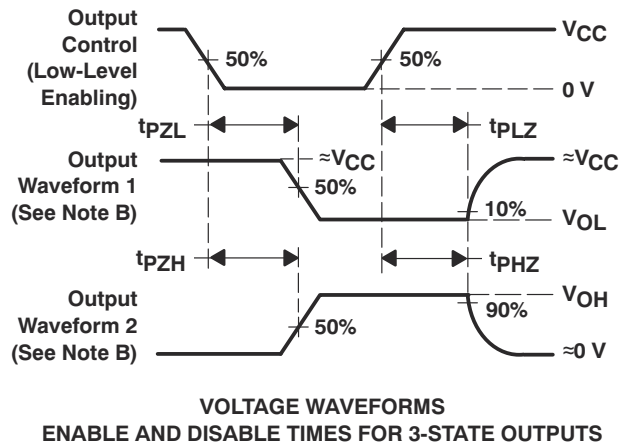 Output
Control
(Low-Level
Enabling)
50%
50%
VCC
0 V
tPZL
tPLZ
Output
Waveform 1
(See Note B)
≈VCC
50%
≈VCC
10%
VOL
tPZH
tPHZ
Output
Waveform 2
(See Note B)
50%
VOH
90%
≈0 V
VOLTAGE WAVEFORMS
ENABLE AND DISABLE TIMES FOR 3-STATE OUTPUTS